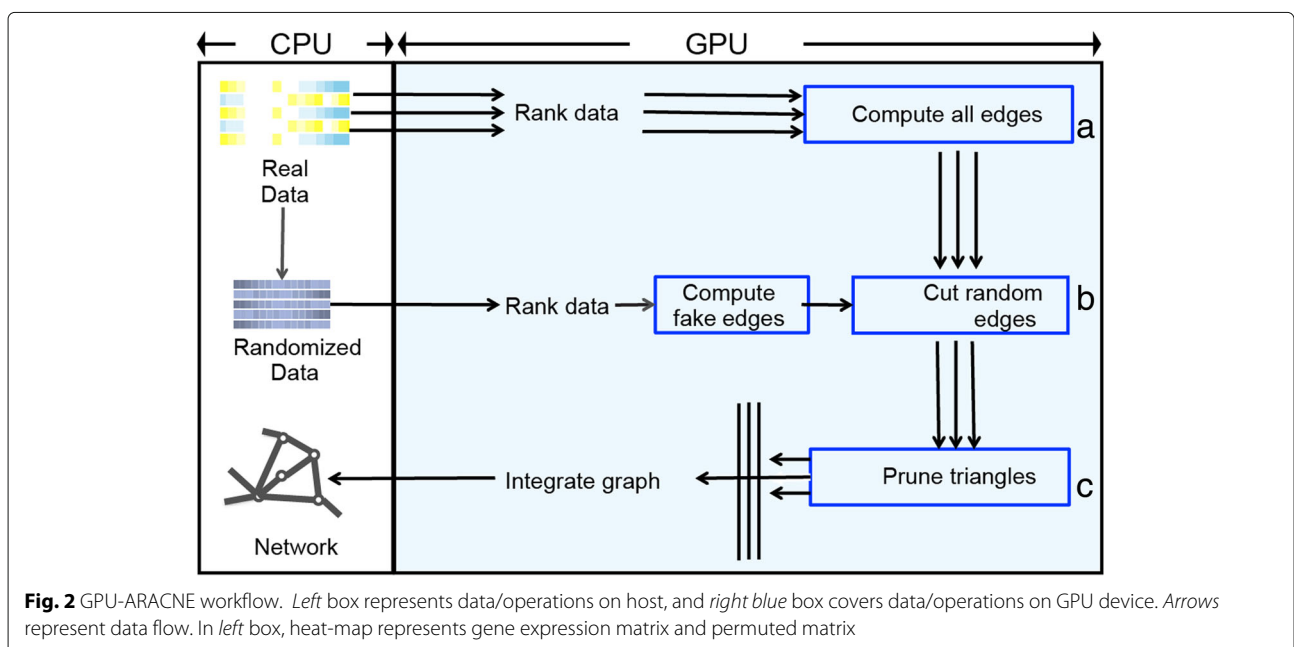 CPU
GPU
Real
Data
Rank data
Compute all edges
a
Randomized
Data
Rank data
Compute
fake edges
Cut random
edges
b
Network
Integrate graph
Prune triangles
c
Fig. 2 GPU-ARACNE workflow. Left box represents data/operations on host, and right blue box covers data/operations on GPU device. Arrows
represent data flow. In left box, heat-map represents gene expression matrix and permuted matrix